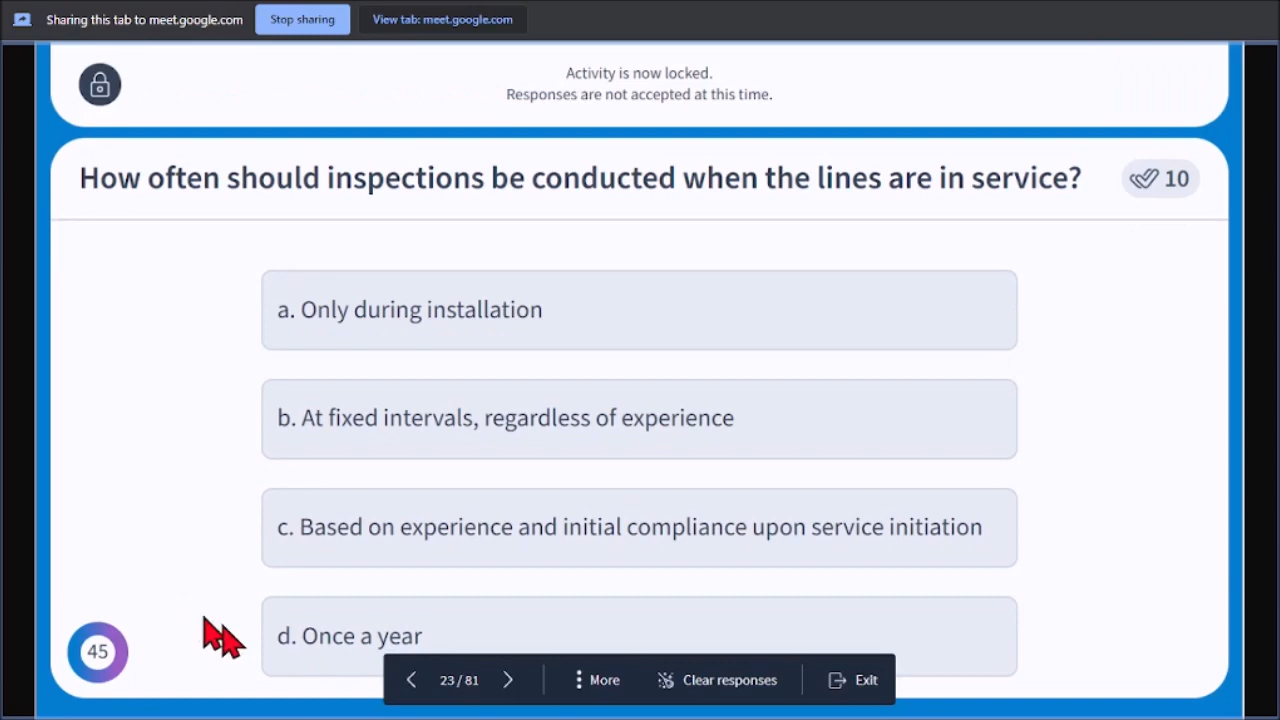 Sharing this tab to meet.google.com
Stop sharing
View tab: meet.google.com
Activity is now locked.
Responses are not accepted at this time.
How often should inspections be conducted when the lines are in service?
10
a. Only during installation
b. At fixed intervals, regardless of experience
c. Based on experience and initial compliance upon service initiation
d. Once a year
45
23 / 81
More
Clear responses
Exit